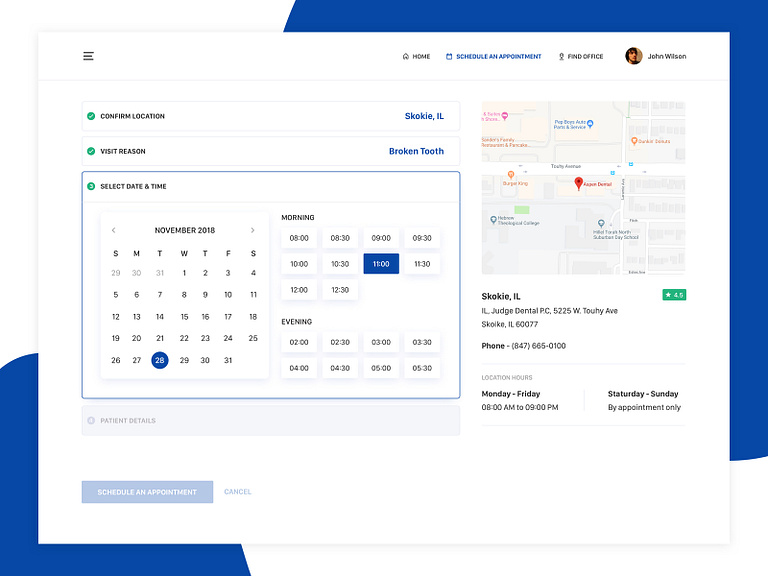 HOME
SCHEDULE AN APPOINTMENT
FIND OFFICE
John Wilson
CONFIRM LOCATION
Skokie, IL
VISIT REASON
Broken Tooth
3
SELECT DATE & TIME
NOVEMBER 2018
S M T W T F S
29 30 31 1 2 3 4
5 6 7 8 9 10 11
12 13 14 15 16 17 18
19 20 21 22 23 24 25
26 27 28 29 30 31
MORNING
08:00 08:30 09:00 09:30
10:00 10:30 11:00 11:30
12:00 12:30
EVENING
02:00 02:30 03:00 03:30
04:00 04:30 05:00 05:30
4
PATIENT DETAILS
SCHEDULE AN APPOINTMENT
CANCEL
Pep Boys Auto
Parts & Service
Family
Restaurant & Pancake
Dunkin' Donuts
Touhy Avenue
Burger King
Aspen Dental
Hebrew
Theological College
Hillel Torah North
Suburban Day School
Skokie, IL
★ 4.5
IL, Judge Dental P.C, 5225 W. Touhy Ave
Skoike, IL 60077
Phone - (847) 665-0100
LOCATION HOURS
Monday - Friday
08:00 AM to 09:00 PM
Staturday - Sunday
By appointment only